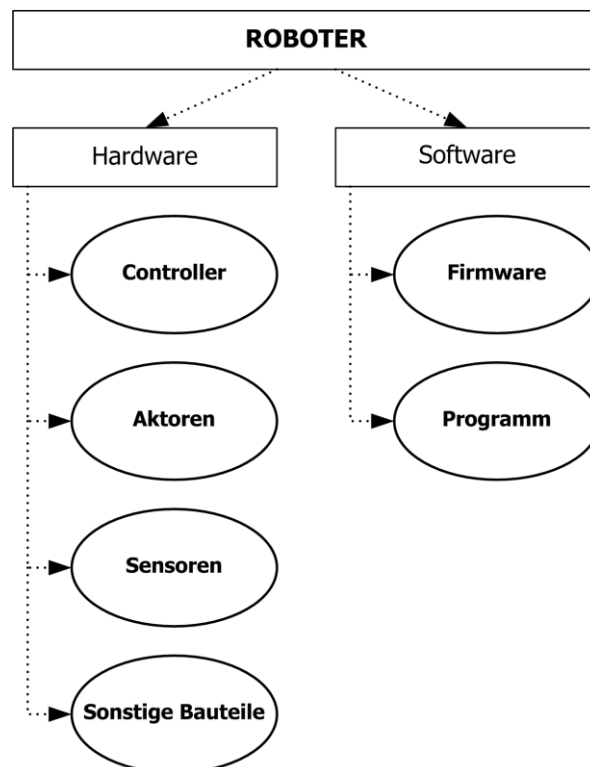 ROBOTER
Hardware
Software
Controller
Firmware
Aktoren
Programm
Sensoren
Sonstige Bauteile